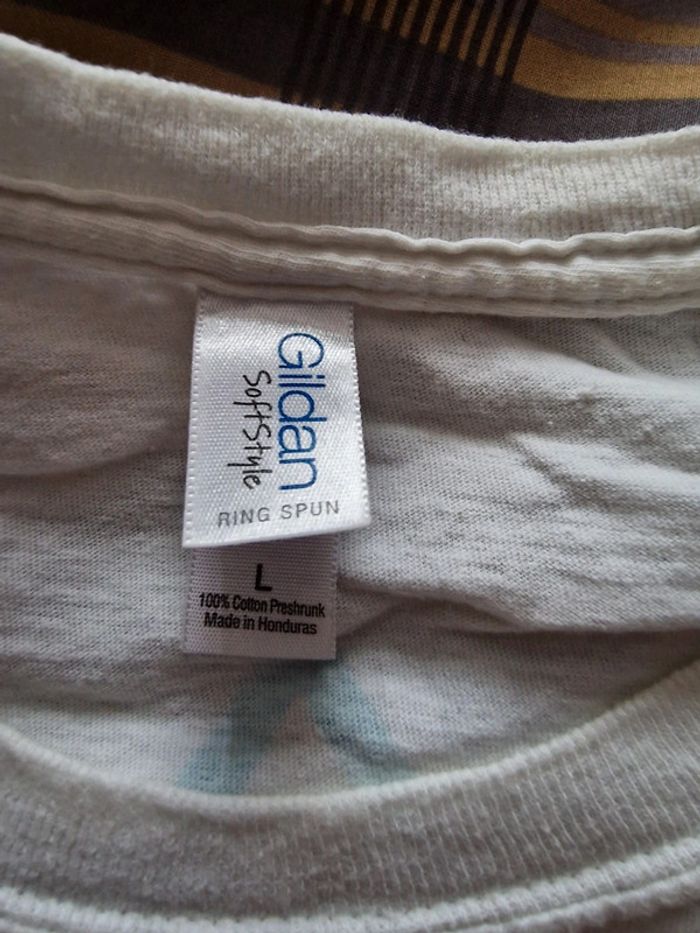 Gildan
SoftStyle
RING SPUN
L
100% Cotton Preshrunk
Made in Honduras